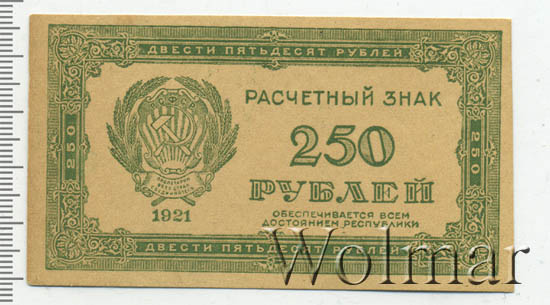 ДВЕСТИ ПЯТЬДЕСЯТ РУБЛЕЙ
250
РАСЧЕТНЫЙ ЗНАК
250
РУБЛЕЙ
1921
ОБЕСПЕЧИВАЕТСЯ ВСЕМ
ДОСТОЯНИЕМ РЕСПУБЛИКИ
250
ДВЕСТИ ПЯТЬДЕСЯТ РУБЛЕЙ
Wolmar